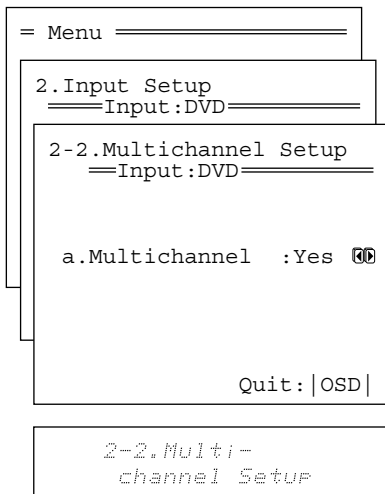 = Menu
2.Input Setup
Input:DVD
2-2.Multichannel Setup
Input:DVD
a.Multichannel :Yes
Quit:|OSD|
2-2.Multi-
channel Setup